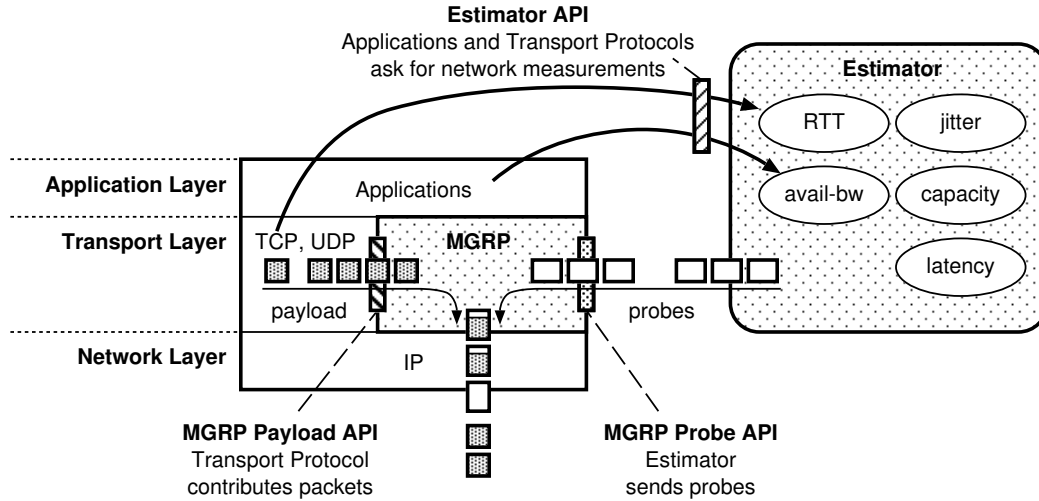 Estimator API
Applications and Transport Protocols
ask for network measurements
Estimator
RTT
jitter
avail-bw
capacity
latency
Application Layer
Applications
Transport Layer
TCP, UDP
MGRP
payload
probes
Network Layer
IP
MGRP Payload API
Transport Protocol
contributes packets
MGRP Probe API
Estimator
sends probes